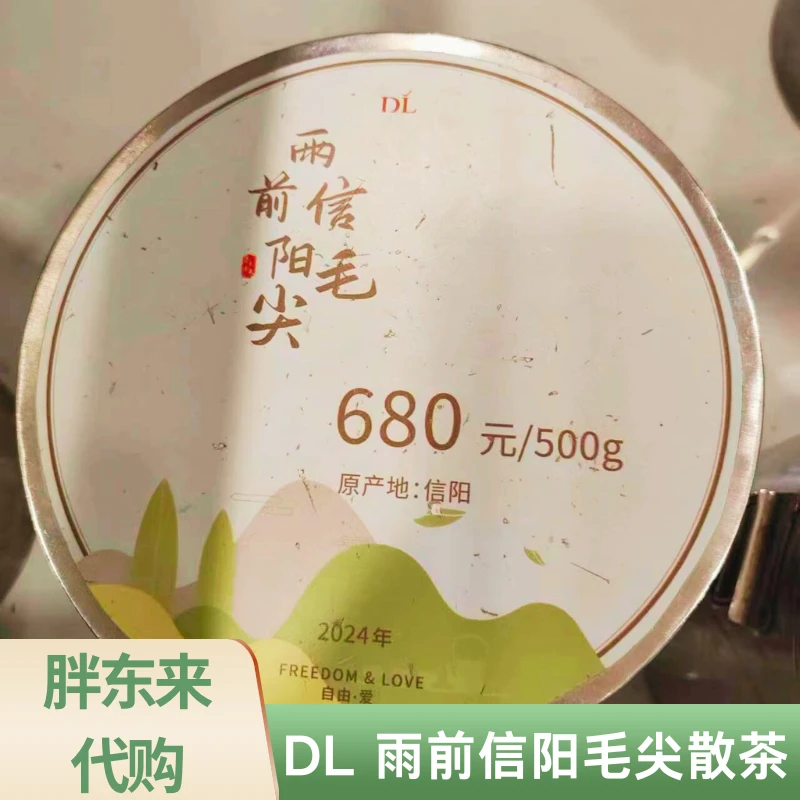 DL
雨
前信
阳毛
尖
680 元/500g
原产地:信阳
2024年
FREEDOM & LOVE
自由·爱
胖东来
代购
DL 雨前信阳毛尖散茶